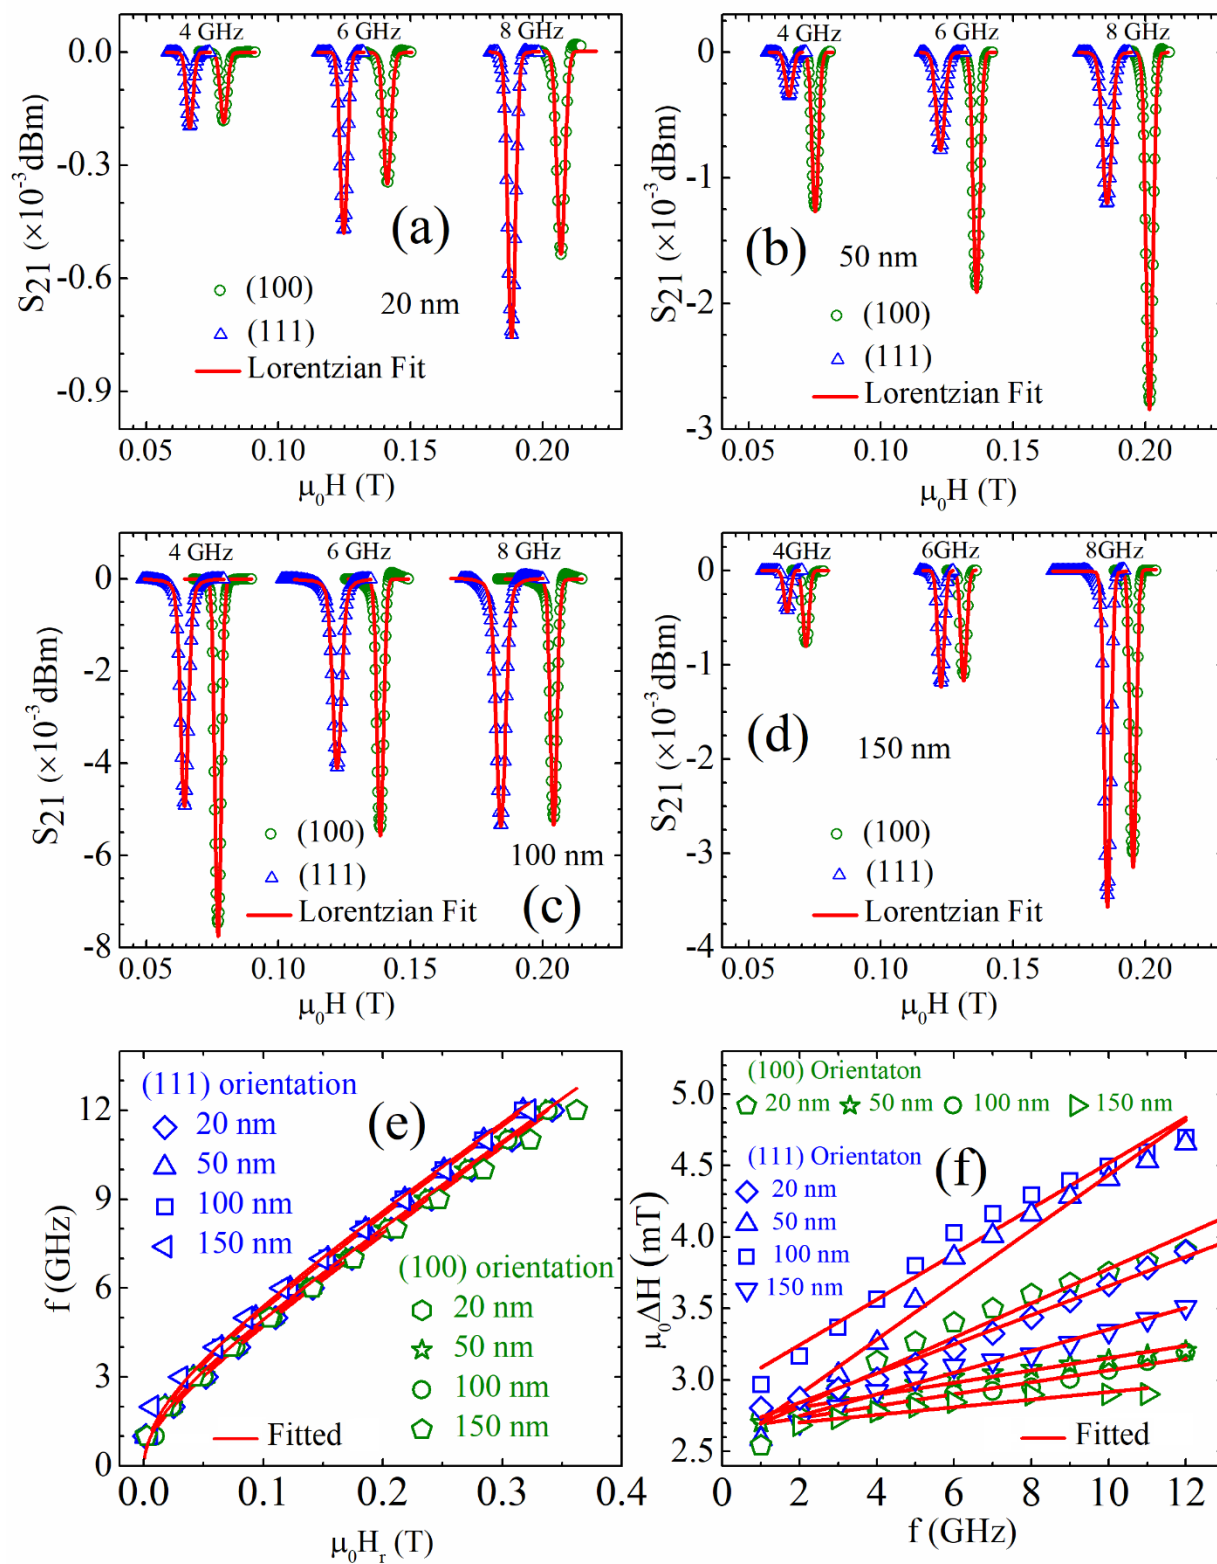 4 GHz 6 GHz 8 GHz
0.0
-0.3
-0.6
-0.9
S21 (×10⁻³ dBm)
(a)
20 nm
(100)
(111)
Lorentzian Fit
0.05 0.10 0.15 0.20
μ₀H (T)
4 GHz 6 GHz 8 GHz
0
-1
-2
-3
S21 (×10⁻³ dBm)
(b)
50 nm
(100)
(111)
Lorentzian Fit
0.05 0.10 0.15 0.20
μ₀H (T)
4 GHz 6 GHz 8 GHz
0
-2
-4
-6
-8
S21 (×10⁻³ dBm)
(100)
(111)
Lorentzian Fit
100 nm
(c)
0.05 0.10 0.15 0.20
μ₀H (T)
4GHz 6GHz 8GHz
0
-1
-2
-3
-4
S21 (×10⁻³ dBm)
(d)
150 nm
(100)
(111)
Lorentzian Fit
0.05 0.10 0.15 0.20
μ₀H (T)
(111) orientation
20 nm
50 nm
100 nm
150 nm
(e)
(100) orientation
20 nm
50 nm
100 nm
150 nm
Fitted
12
9
6
3
0
f (GHz)
0.0 0.1 0.2 0.3 0.4
μ₀Hᵣ (T)
(100) Orientaton
20 nm 50 nm 100 nm 150 nm
(111) Orientaton
20 nm
50 nm
100 nm
150 nm
(f)
Fitted
5.0
4.5
4.0
3.5
3.0
2.5
μ₀ΔH (mT)
2 4 6 8 10 12
f (GHz)